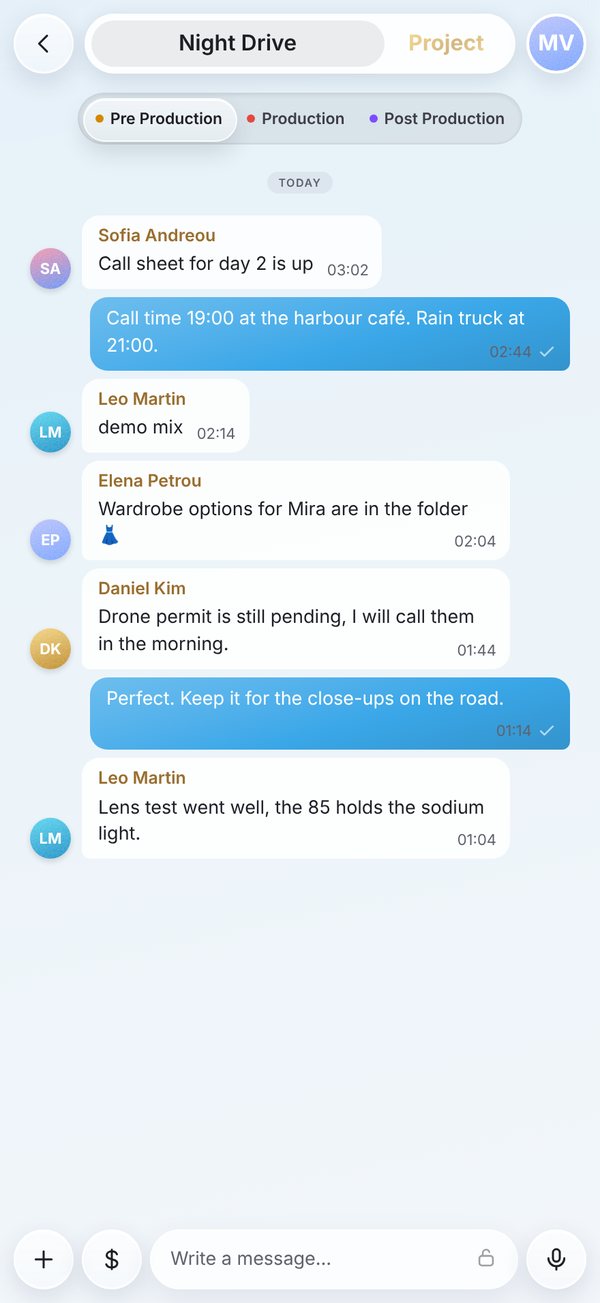 Night Drive
Project
MV
Pre Production
Production
Post Production
TODAY
Sofia Andreou
SA
Call sheet for day 2 is up
03:02
Call time 19:00 at the harbour café. Rain truck at
21:00.
02:44
Leo Martin
LM
demo mix
02:14
Elena Petrou
Wardrobe options for Mira are in the folder
👗
EP
02:04
Daniel Kim
Drone permit is still pending, I will call them
in the morning.
DK
01:44
Perfect. Keep it for the close-ups on the road.
01:14
Leo Martin
Lens test went well, the 85 holds the sodium
light.
LM
01:04
$
Write a message...